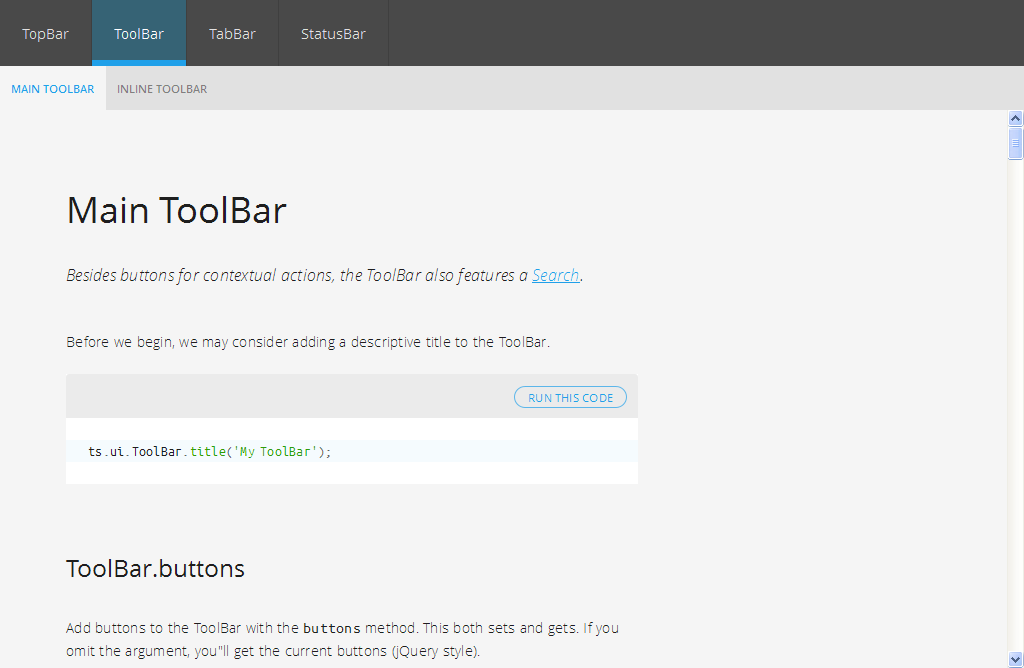 TopBar ToolBar TabBar StatusBar
MAIN TOOLBAR INLINE TOOLBAR
Main ToolBar
Besides buttons for contextual actions, the ToolBar also features a Search.
Before we begin, we may consider adding a descriptive title to the ToolBar.
RUN THIS CODE
ts.ui.ToolBar.title('My ToolBar');
ToolBar.buttons
Add buttons to the ToolBar with the buttons method. This both sets and gets. If you
omit the argument, you"ll get the current buttons (jQuery style).